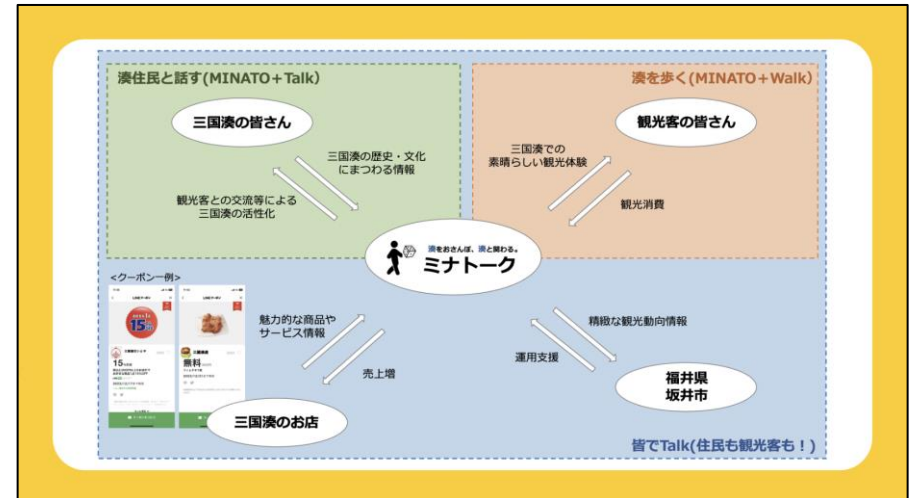 湊住民と話す(MINATO+Talk)
湊を歩く(MINATO+Walk)
三国湊の皆さん
観光客の皆さん
三国湊の歴史・文化
にまつわる情報
三国湊での
素晴らしい観光体験
観光客との交流等による
三国湊の活性化
観光消費
湊をおさんぽ、湊と関わる。
ミナトーク
<クーポン一例>
15%
15
無料
魅力的な商品や
サービス情報
売上増
精緻な観光動向情報
運用支援
三国湊のお店
福井県
坂井市
皆でTalk(住民も観光客も!)